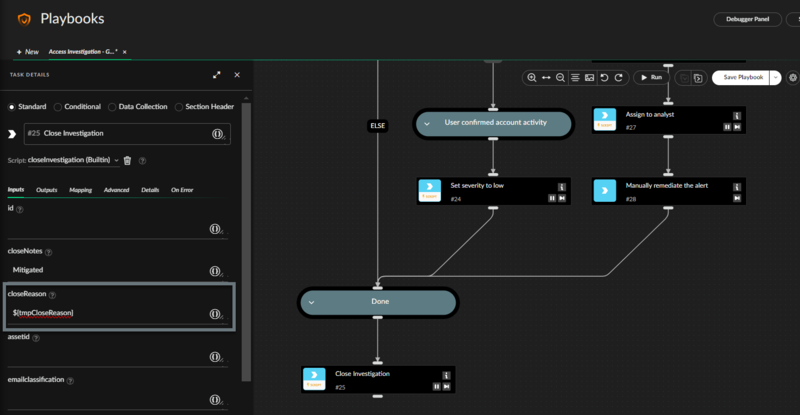 Playbooks
Debugger Panel
S
+ New
Access Investigation - G...*
TASK DETAILS
Run
Save Playbook
Standard
Conditional
Data Collection
Section Header
#25 Close Investigation
Script: closeInvestigation (Builtin)
Inputs
Outputs
Mapping
Advanced
Details
On Error
id
closeNotes
Mitigated
closeReason
${tmpCloseReason}
assetid
emailclassification
ELSE
User confirmed account activity
Assign to analyst
#27
Set severity to low
#24
Manually remediate the alert
#28
Done
Close Investigation
#25